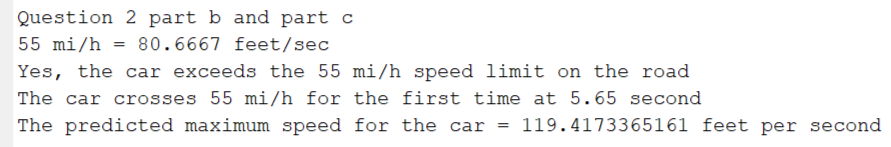 Question 2 part b and part c
55 mi/h = 80.6667 feet/sec
Yes, the car exceeds the 55 mi/h speed limit on the road
The car crosses 55 mi/h for the first time at 5.65 second
The predicted maximum speed for the car = 119.4173365161 feet per second